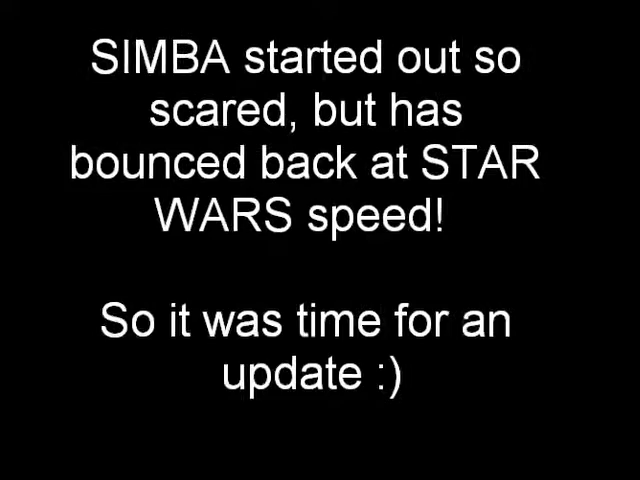 SIMBA started out so
scared, but has
bounced back at STAR
WARS speed!
So it was time for an
update :)